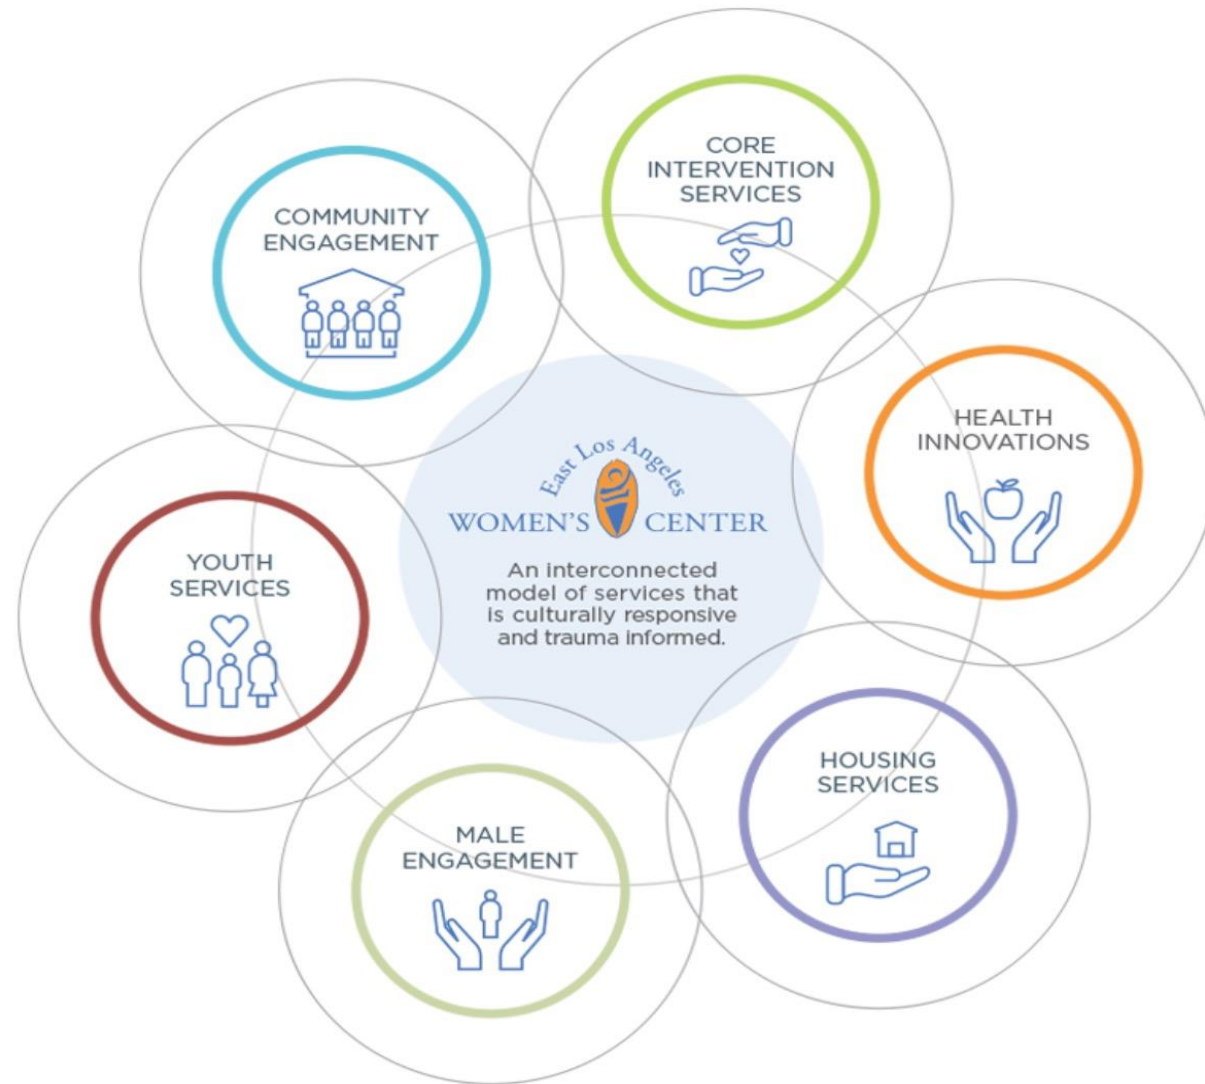 CORE
INTERVENTION
SERVICES
COMMUNITY
ENGAGEMENT
HEALTH
INNOVATIONS
East Los Angeles
WOMEN'S CENTER
An interconnected
model of services that
is culturally responsive
and trauma informed.
YOUTH
SERVICES
HOUSING
SERVICES
MALE
ENGAGEMENT